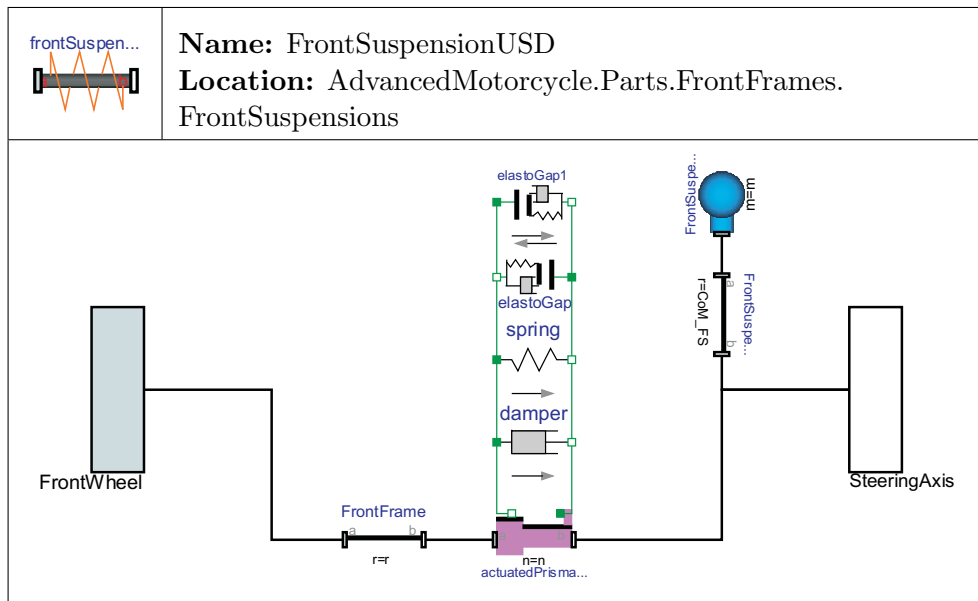 frontSuspen...
Name: FrontSuspensionUSD
Location: AdvancedMotorcycle.Parts.FrontFrames.
FrontSuspensions
elastoGap1
FrontSuspe...
m=m
elastoGap
r=CoM_FS
a
b
FrontSuspe...
spring
damper
FrontWheel
SteeringAxis
FrontFrame
a
b
r=r
n=n
actuatedPrisma...